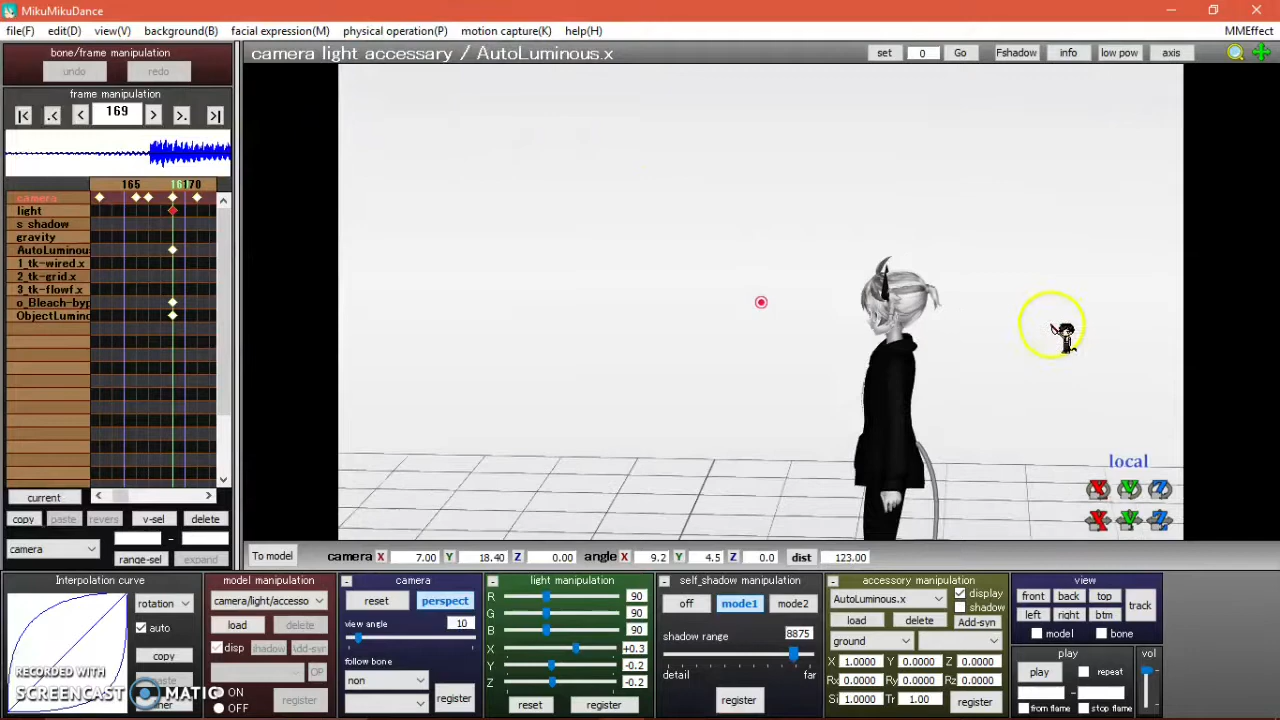 MikuMikuDance
file(F) edit(D) view(V) background(B) facial expression(M) physical operation(P) motion capture(K) help(H) MMEffect
bone/frame manipulation
undo redo
camera light accessary / AutoLuminous.x
set 0 Go Fshadow info low pow axis
frame manipulation
|< .< < 169 > >. >|
165 170
camera
light
s shadow
gravity
AutoLuminou
1_tk-wired.x
2_tk-grid.x
3_tk-flowf.x
o_Bleach-byp
ObjectLumino
current
copy paste revers v-sel delete
camera - range-sel expand
local
X Y Z
X Y Z
To model camera X 7.00 Y 18.40 Z 0.00 angle X 9.2 Y 4.5 Z 0.0 dist 123.00
Interpolation curve
rotation
auto
copy
paste
RECORDED WITH
SCREENCAST MATIC
model manipulation
camera/light/accesso
load delete
disp shadow
OP
ON
OFF
register
camera
reset perspect
view angle 10
follow bone
non
register
light manipulation
R 90
G 90
B 90
X +0.3
Y -0.2
Z -0.2
reset register
self_shadow manipulation
off mode1 mode2
shadow range 8875
detail far
register
accessory manipulation
AutoLuminous.x display
shadow
load delete Add-syn
ground
X 1.0000 Y 0.0000 Z 0.0000
Rx 0.0000 Ry 0.0000 Rz 0.0000
Si 1.0000 Tr 1.00 register
view
front back top
left right btm track
model bone
play
play repeat
-
from flame stop flame
vol